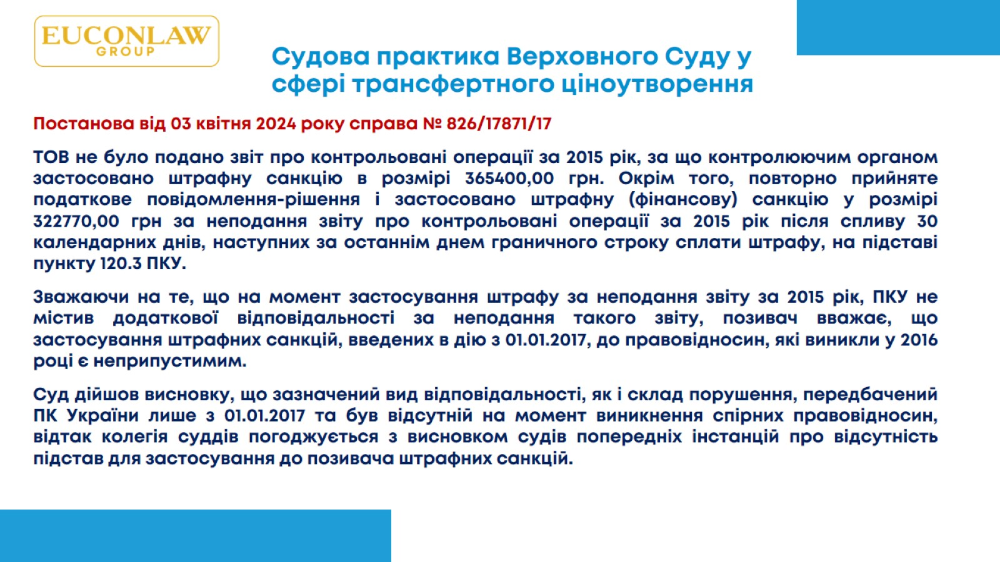 EUCONLAW
GROUP
Судова практика Верховного Суду у
сфері трансфертного ціноутворення
Постанова від 03 квітня 2024 року справа № 826/17871/17
ТОВ не було подано звіт про контрольовані операції за 2015 рік, за що контролюючим органом
застосовано штрафну санкцію в розмірі 365400,00 грн. Окрім того, повторно прийняте
податкове повідомлення-рішення і застосовано штрафну (фінансову) санкцію у розмірі
322770,00 грн за неподання звіту про контрольовані операції за 2015 рік після спливу 30
календарних днів, наступних за останнім днем граничного строку сплати штрафу, на підставі
пункту 120.3 ПКУ.
Зважаючи на те, що на момент застосування штрафу за неподання звіту за 2015 рік, ПКУ не
містив додаткової відповідальності за неподання такого звіту, позивач вважає, що
застосування штрафних санкцій, введених в дію з 01.01.2017, до правовідносин, які виникли у 2016
році є неприпустимим.
Суд дійшов висновку, що зазначений вид відповідальності, як і склад порушення, передбачений
ПК України лише з 01.01.2017 та був відсутній на момент виникнення спірних правовідносин,
відтак колегія суддів погоджується з висновком судів попередніх інстанцій про відсутність
підстав для застосування до позивача штрафних санкцій.